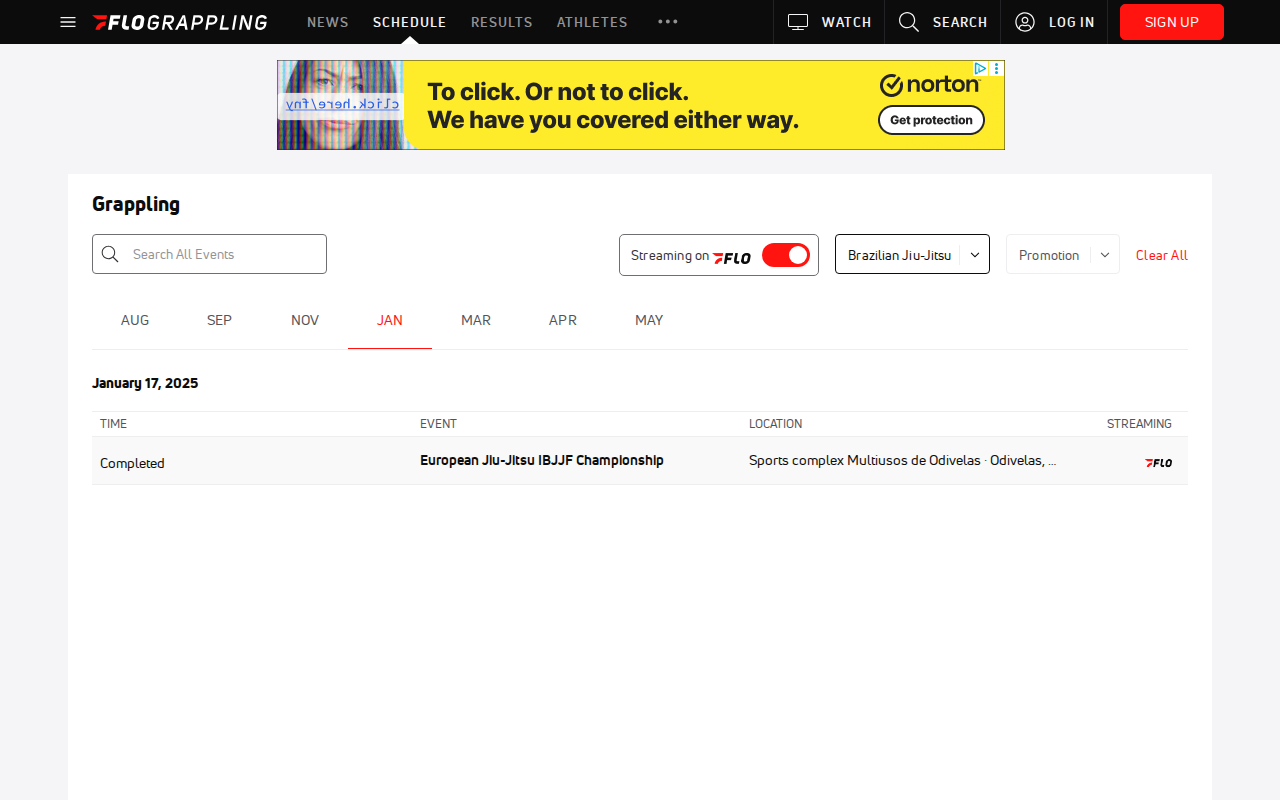 FLOGRAPPLING NEWS SCHEDULE RESULTS ATHLETES WATCH SEARCH LOG IN SIGN UP
click.here/fny
To click. Or not to click.
We have you covered either way.
norton
Get protection
Grappling
Search All Events
Streaming on FLO
Brazilian Jiu-Jitsu
Promotion
Clear All
AUG SEP NOV JAN MAR APR MAY
January 17, 2025
TIME EVENT LOCATION STREAMING
Completed European Jiu-Jitsu IBJJF Championship Sports complex Multiusos de Odivelas · Odivelas, ... FLO